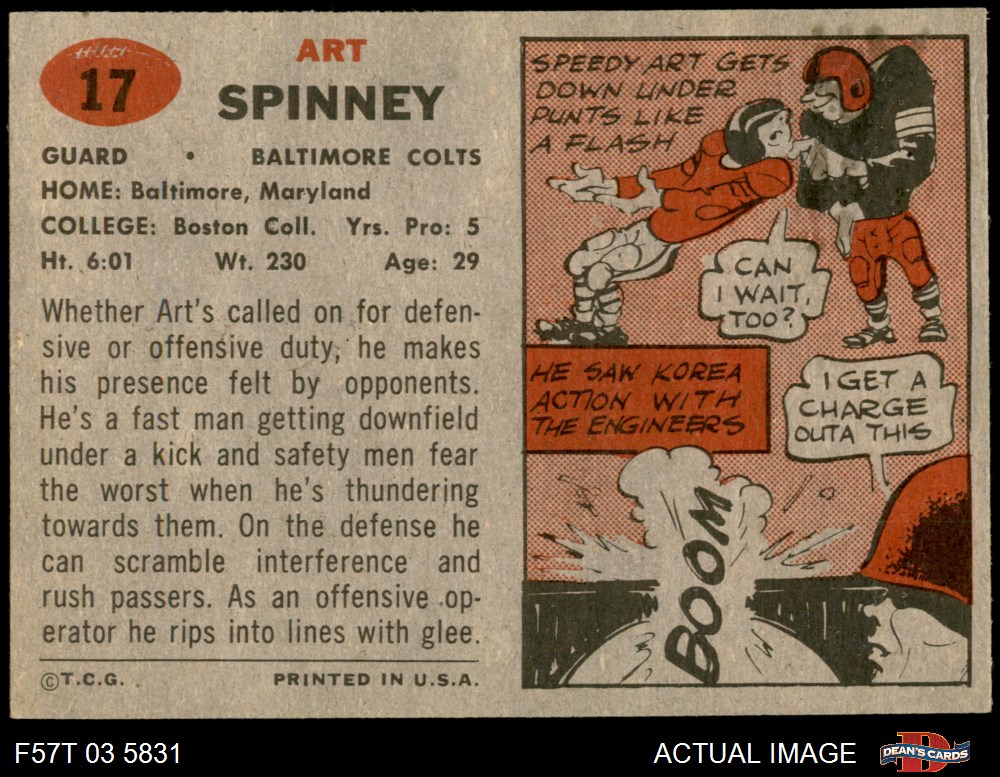 17
ART
SPINNEY
GUARD • BALTIMORE COLTS
HOME: Baltimore, Maryland
COLLEGE: Boston Coll. Yrs. Pro: 5
Ht. 6:01 Wt. 230 Age: 29
Whether Art's called on for defen-
sive or offensive duty, he makes
his presence felt by opponents.
He's a fast man getting downfield
under a kick and safety men fear
the worst when he's thundering
towards them. On the defense he
can scramble interference and
rush passers. As an offensive op-
erator he rips into lines with glee.
©T.C.G.
PRINTED IN U.S.A.
SPEEDY ART GETS
DOWN UNDER
PUNTS LIKE
A FLASH
CAN
I WAIT,
TOO?
HE SAW KOREA
ACTION WITH
THE ENGINEERS
I GET A
CHARGE
OUTA THIS
BOOM
F57T 03 5831
ACTUAL IMAGE
DEAN'S CARDS